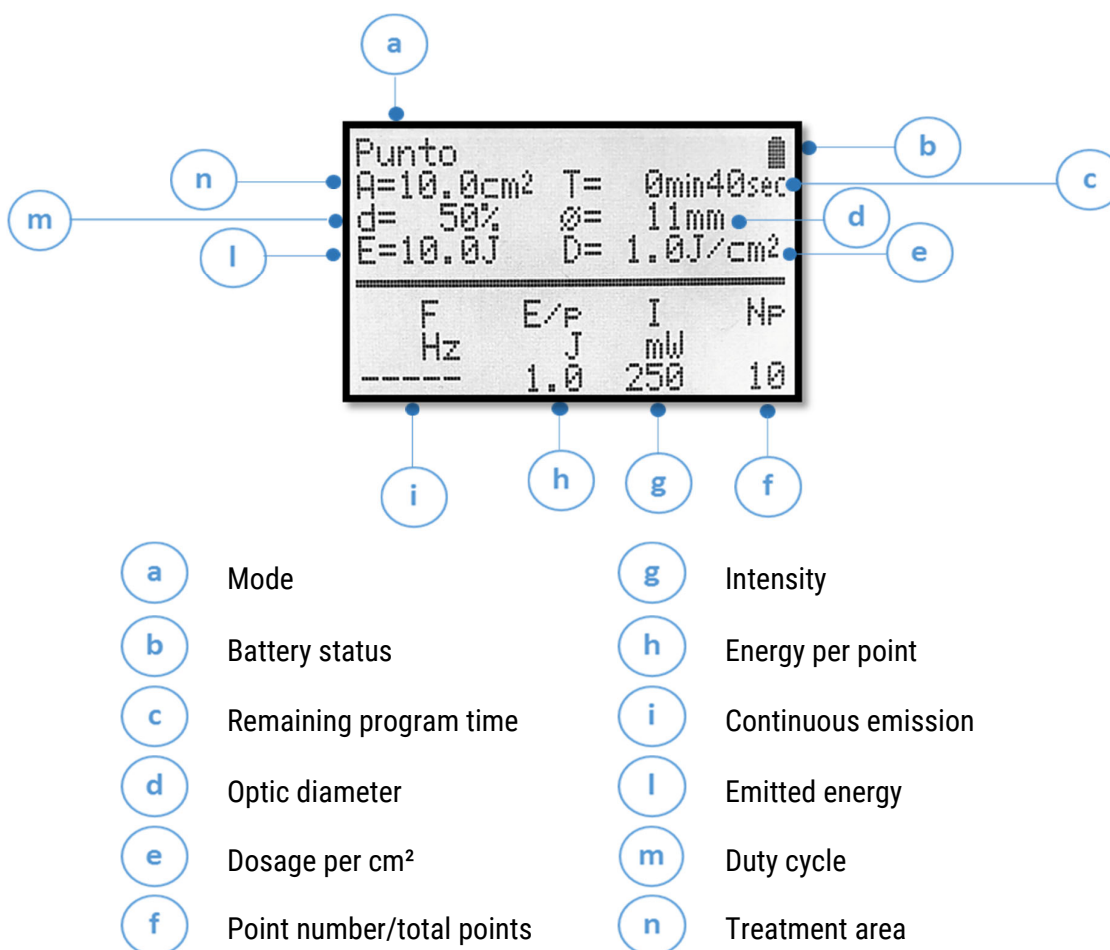 a
Punto
b
n
A=10.0cm² T= 0min40sec
c
m
d= 50% ø= 11mm
d
l
E=10.0J D= 1.0J/cm²
e
F E/p I Np
Hz J mW
----- 1.0 250 10
i
h
g
f
a Mode
g Intensity
b Battery status
h Energy per point
c Remaining program time
i Continuous emission
d Optic diameter
l Emitted energy
e Dosage per cm²
m Duty cycle
f Point number/total points
n Treatment area